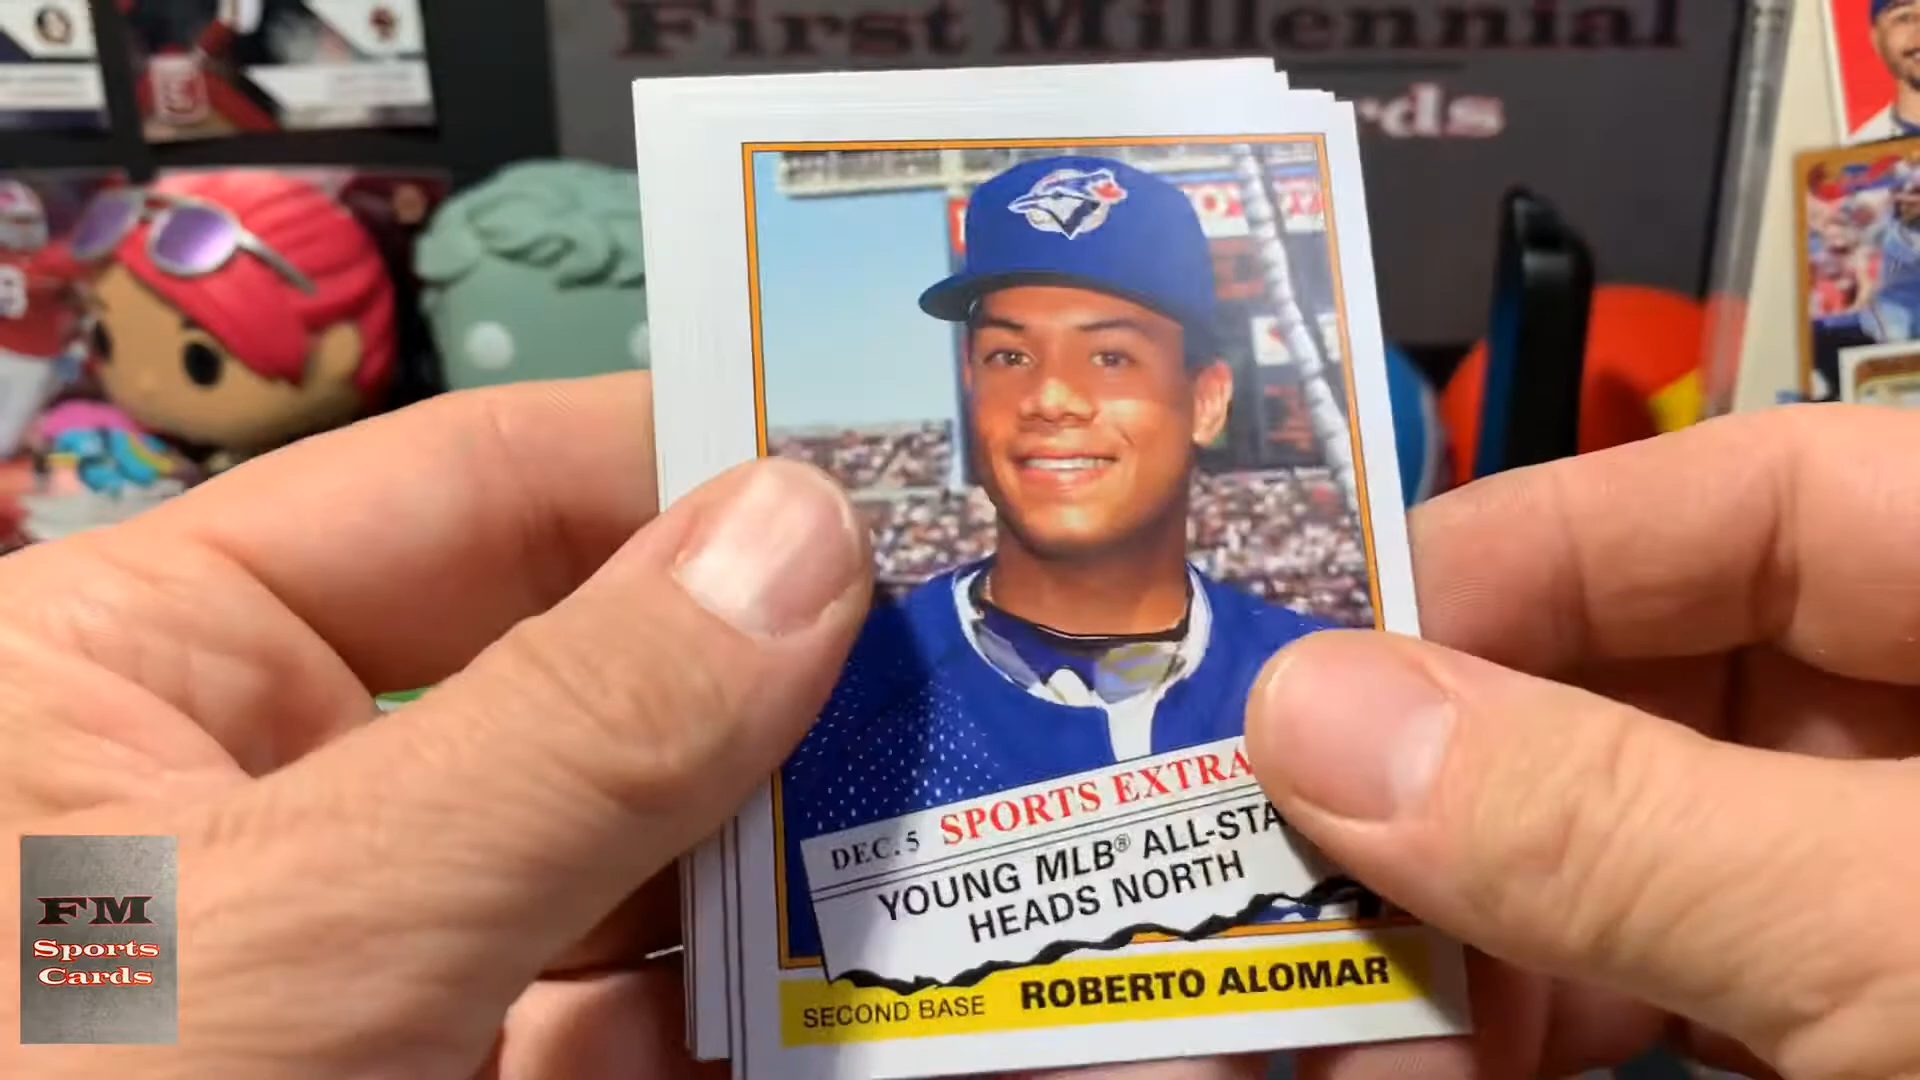 First Millennial
rds
DEC. 5 SPORTS EXTRA
YOUNG MLB® ALL-STA
HEADS NORTH
SECOND BASE ROBERTO ALOMAR
FM
Sports
Cards